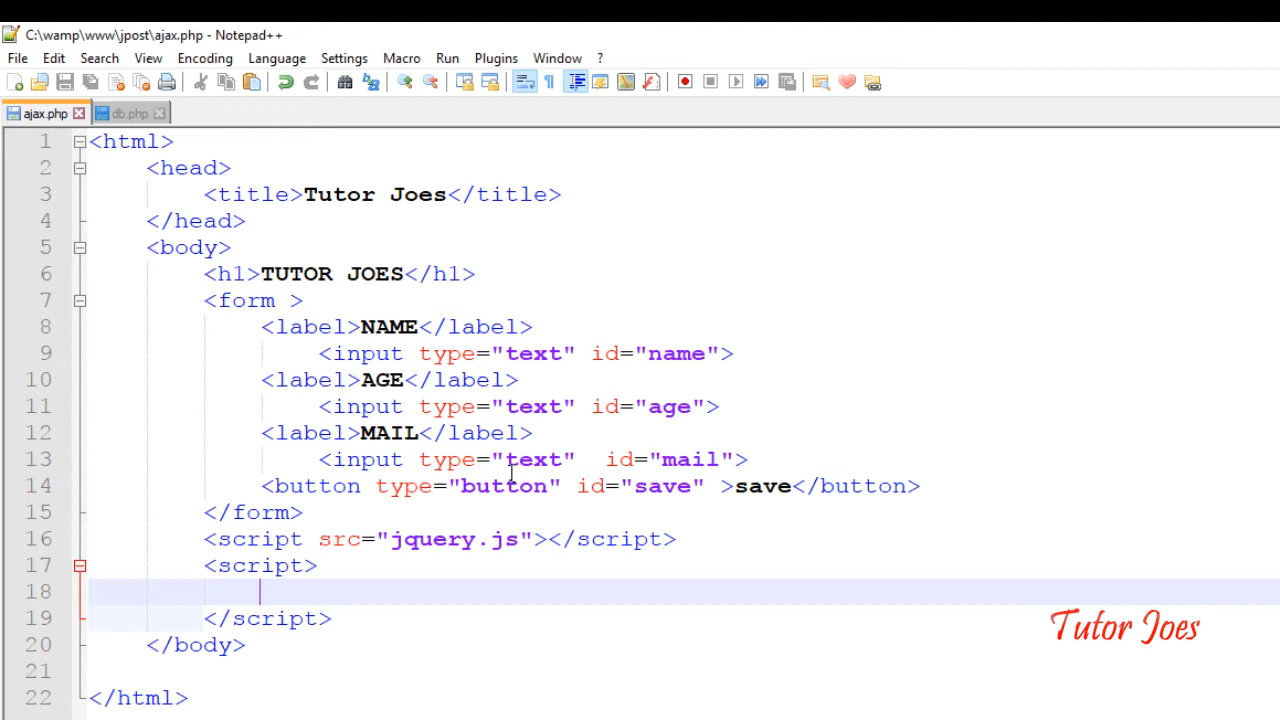 C:\wamp\www\jpost\ajax.php - Notepad++
File Edit Search View Encoding Language Settings Macro Run Plugins Window ?
ajax.php db.php
1 <html>
2 <head>
3 <title>Tutor Joes</title>
4 </head>
5 <body>
6 <h1>TUTOR JOES</h1>
7 <form >
8 <label>NAME</label>
9 <input type="text" id="name">
10 <label>AGE</label>
11 <input type="text" id="age">
12 <label>MAIL</label>
13 <input type="text"  id="mail">
14 <button type="button" id="save" >save</button>
15 </form>
16 <script src="jquery.js"></script>
17 <script>
18
19 </script>
20 </body>
21
22 </html>
Tutor Joes